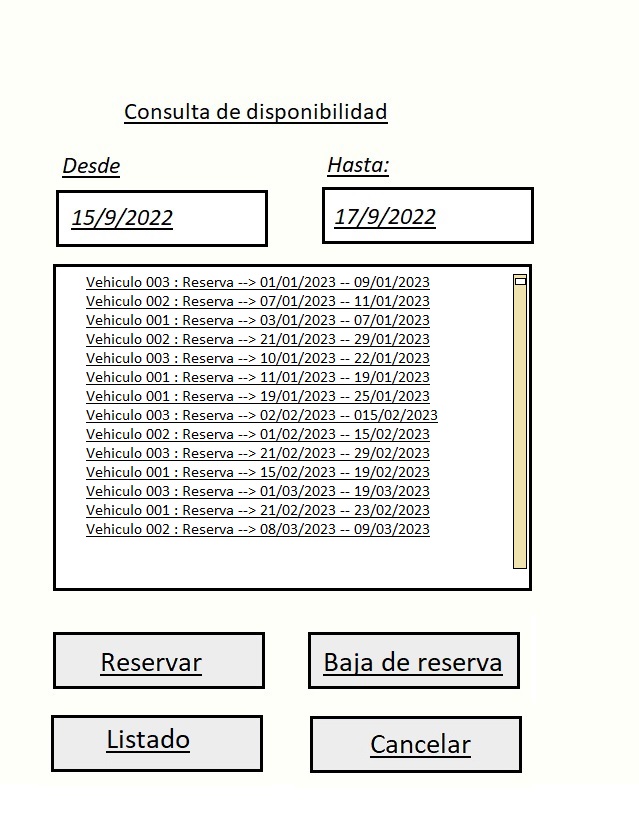 Consulta de disponibilidad
Desde
Hasta:
15/9/2022
17/9/2022
Vehiculo 003 : Reserva --> 01/01/2023 -- 09/01/2023
Vehiculo 002 : Reserva --> 07/01/2023 -- 11/01/2023
Vehiculo 001 : Reserva --> 03/01/2023 -- 07/01/2023
Vehiculo 002 : Reserva --> 21/01/2023 -- 29/01/2023
Vehiculo 003 : Reserva --> 10/01/2023 -- 22/01/2023
Vehiculo 001 : Reserva --> 11/01/2023 -- 19/01/2023
Vehiculo 001 : Reserva --> 19/01/2023 -- 25/01/2023
Vehiculo 003 : Reserva --> 02/02/2023 -- 015/02/2023
Vehiculo 002 : Reserva --> 01/02/2023 -- 15/02/2023
Vehiculo 003 : Reserva --> 21/02/2023 -- 29/02/2023
Vehiculo 001 : Reserva --> 15/02/2023 -- 19/02/2023
Vehiculo 003 : Reserva --> 01/03/2023 -- 19/03/2023
Vehiculo 001 : Reserva --> 21/02/2023 -- 23/02/2023
Vehiculo 002 : Reserva --> 08/03/2023 -- 09/03/2023
Reservar
Baja de reserva
Listado
Cancelar